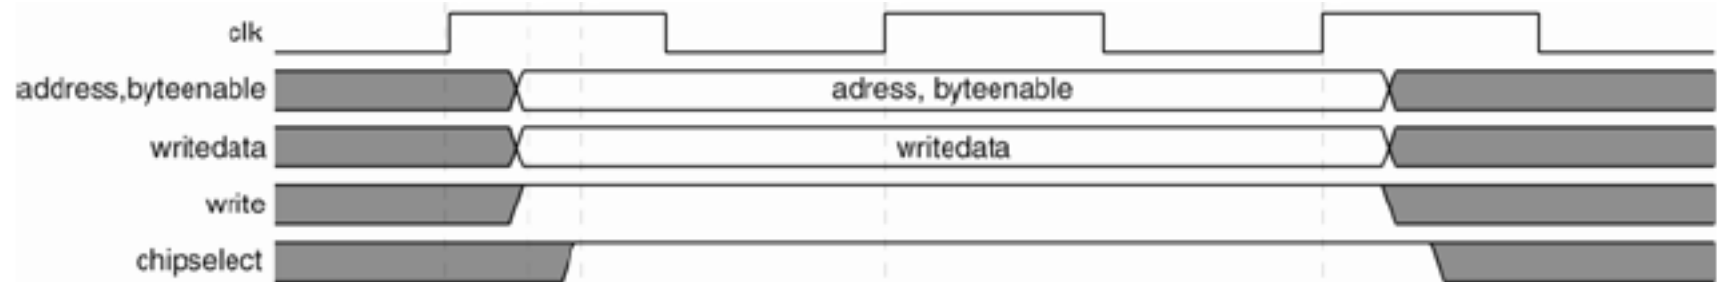 clk
address,byteenable adress, byteenable
writedata writedata
write
chipselect